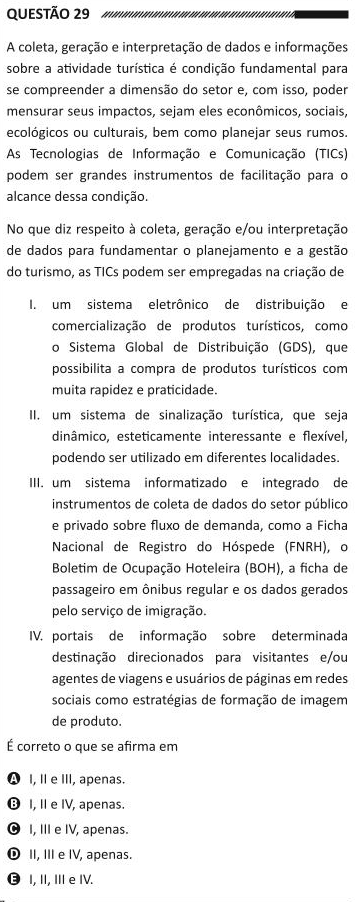 QUESTÃO 29
A coleta, geração e interpretação de dados e informações
sobre a atividade turística é condição fundamental para
se compreender a dimensão do setor e, com isso, poder
mensurar seus impactos, sejam eles econômicos, sociais,
ecológicos ou culturais, bem como planejar seus rumos.
As Tecnologias de Informação e Comunicação (TICs)
podem ser grandes instrumentos de facilitação para o
alcance dessa condição.
No que diz respeito à coleta, geração e/ou interpretação
de dados para fundamentar o planejamento e a gestão
do turismo, as TICs podem ser empregadas na criação de
I. um sistema eletrônico de distribuição e
comercialização de produtos turísticos, como
o Sistema Global de Distribuição (GDS), que
possibilita a compra de produtos turísticos com
muita rapidez e praticidade.
II. um sistema de sinalização turística, que seja
dinâmico, esteticamente interessante e flexível,
podendo ser utilizado em diferentes localidades.
III. um sistema informatizado e integrado de
instrumentos de coleta de dados do setor público
e privado sobre fluxo de demanda, como a Ficha
Nacional de Registro do Hóspede (FNRH), o
Boletim de Ocupação Hoteleira (BOH), a ficha de
passageiro em ônibus regular e os dados gerados
pelo serviço de imigração.
IV. portais de informação sobre determinada
destinação direcionados para visitantes e/ou
agentes de viagens e usuários de páginas em redes
sociais como estratégias de formação de imagem
de produto.
É correto o que se afirma em
A I, II e III, apenas.
B I, II e IV, apenas.
C I, III e IV, apenas.
D II, III e IV, apenas.
E I, II, III e IV.